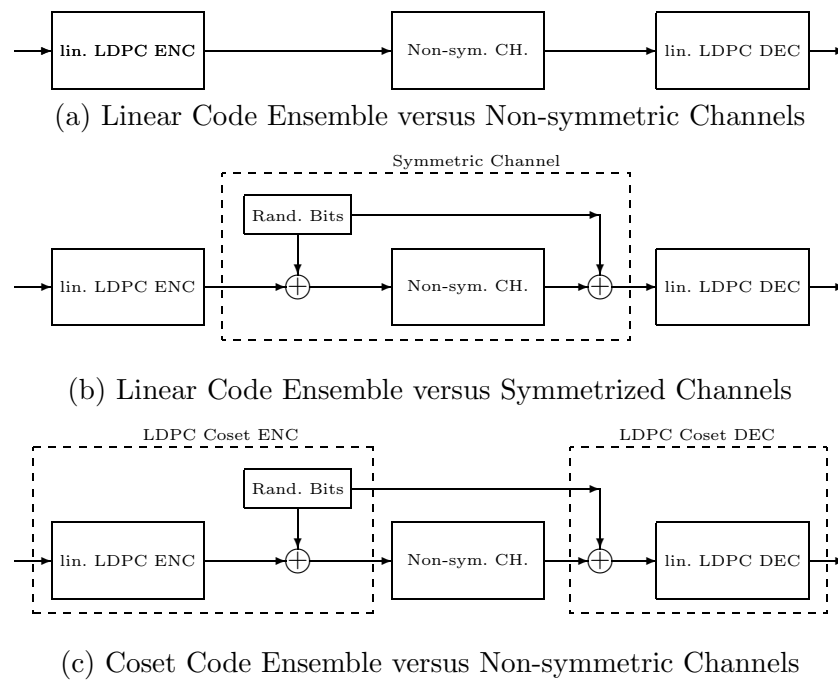 lin. LDPC ENC Non-sym. CH. lin. LDPC DEC
(a) Linear Code Ensemble versus Non-symmetric Channels
Symmetric Channel
Rand. Bits
lin. LDPC ENC Non-sym. CH. lin. LDPC DEC
(b) Linear Code Ensemble versus Symmetrized Channels
LDPC Coset ENC LDPC Coset DEC
Rand. Bits
lin. LDPC ENC Non-sym. CH. lin. LDPC DEC
(c) Coset Code Ensemble versus Non-symmetric Channels